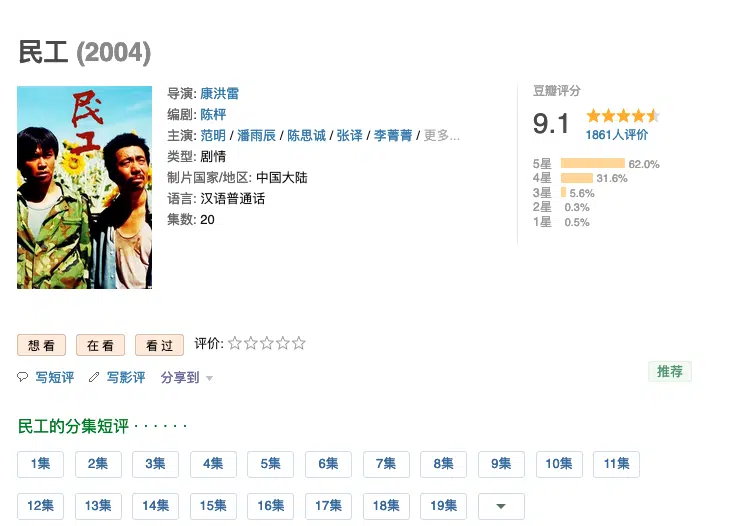 民工 (2004)
民工
导演: 康洪雷
编剧: 陈枰
主演: 范明 / 潘雨辰 / 陈思诚 / 张译 / 李菁菁 / 更多...
类型: 剧情
制片国家/地区: 中国大陆
语言: 汉语普通话
集数: 20
豆瓣评分
9.1
1861人评价
5星 62.0%
4星 31.6%
3星 5.6%
2星 0.3%
1星 0.5%
想看 在看 看过 评价:
写短评 写影评 分享到
推荐
民工的分集短评 · · · · · ·
1集 2集 3集 4集 5集 6集 7集 8集 9集 10集 11集
12集 13集 14集 15集 16集 17集 18集 19集